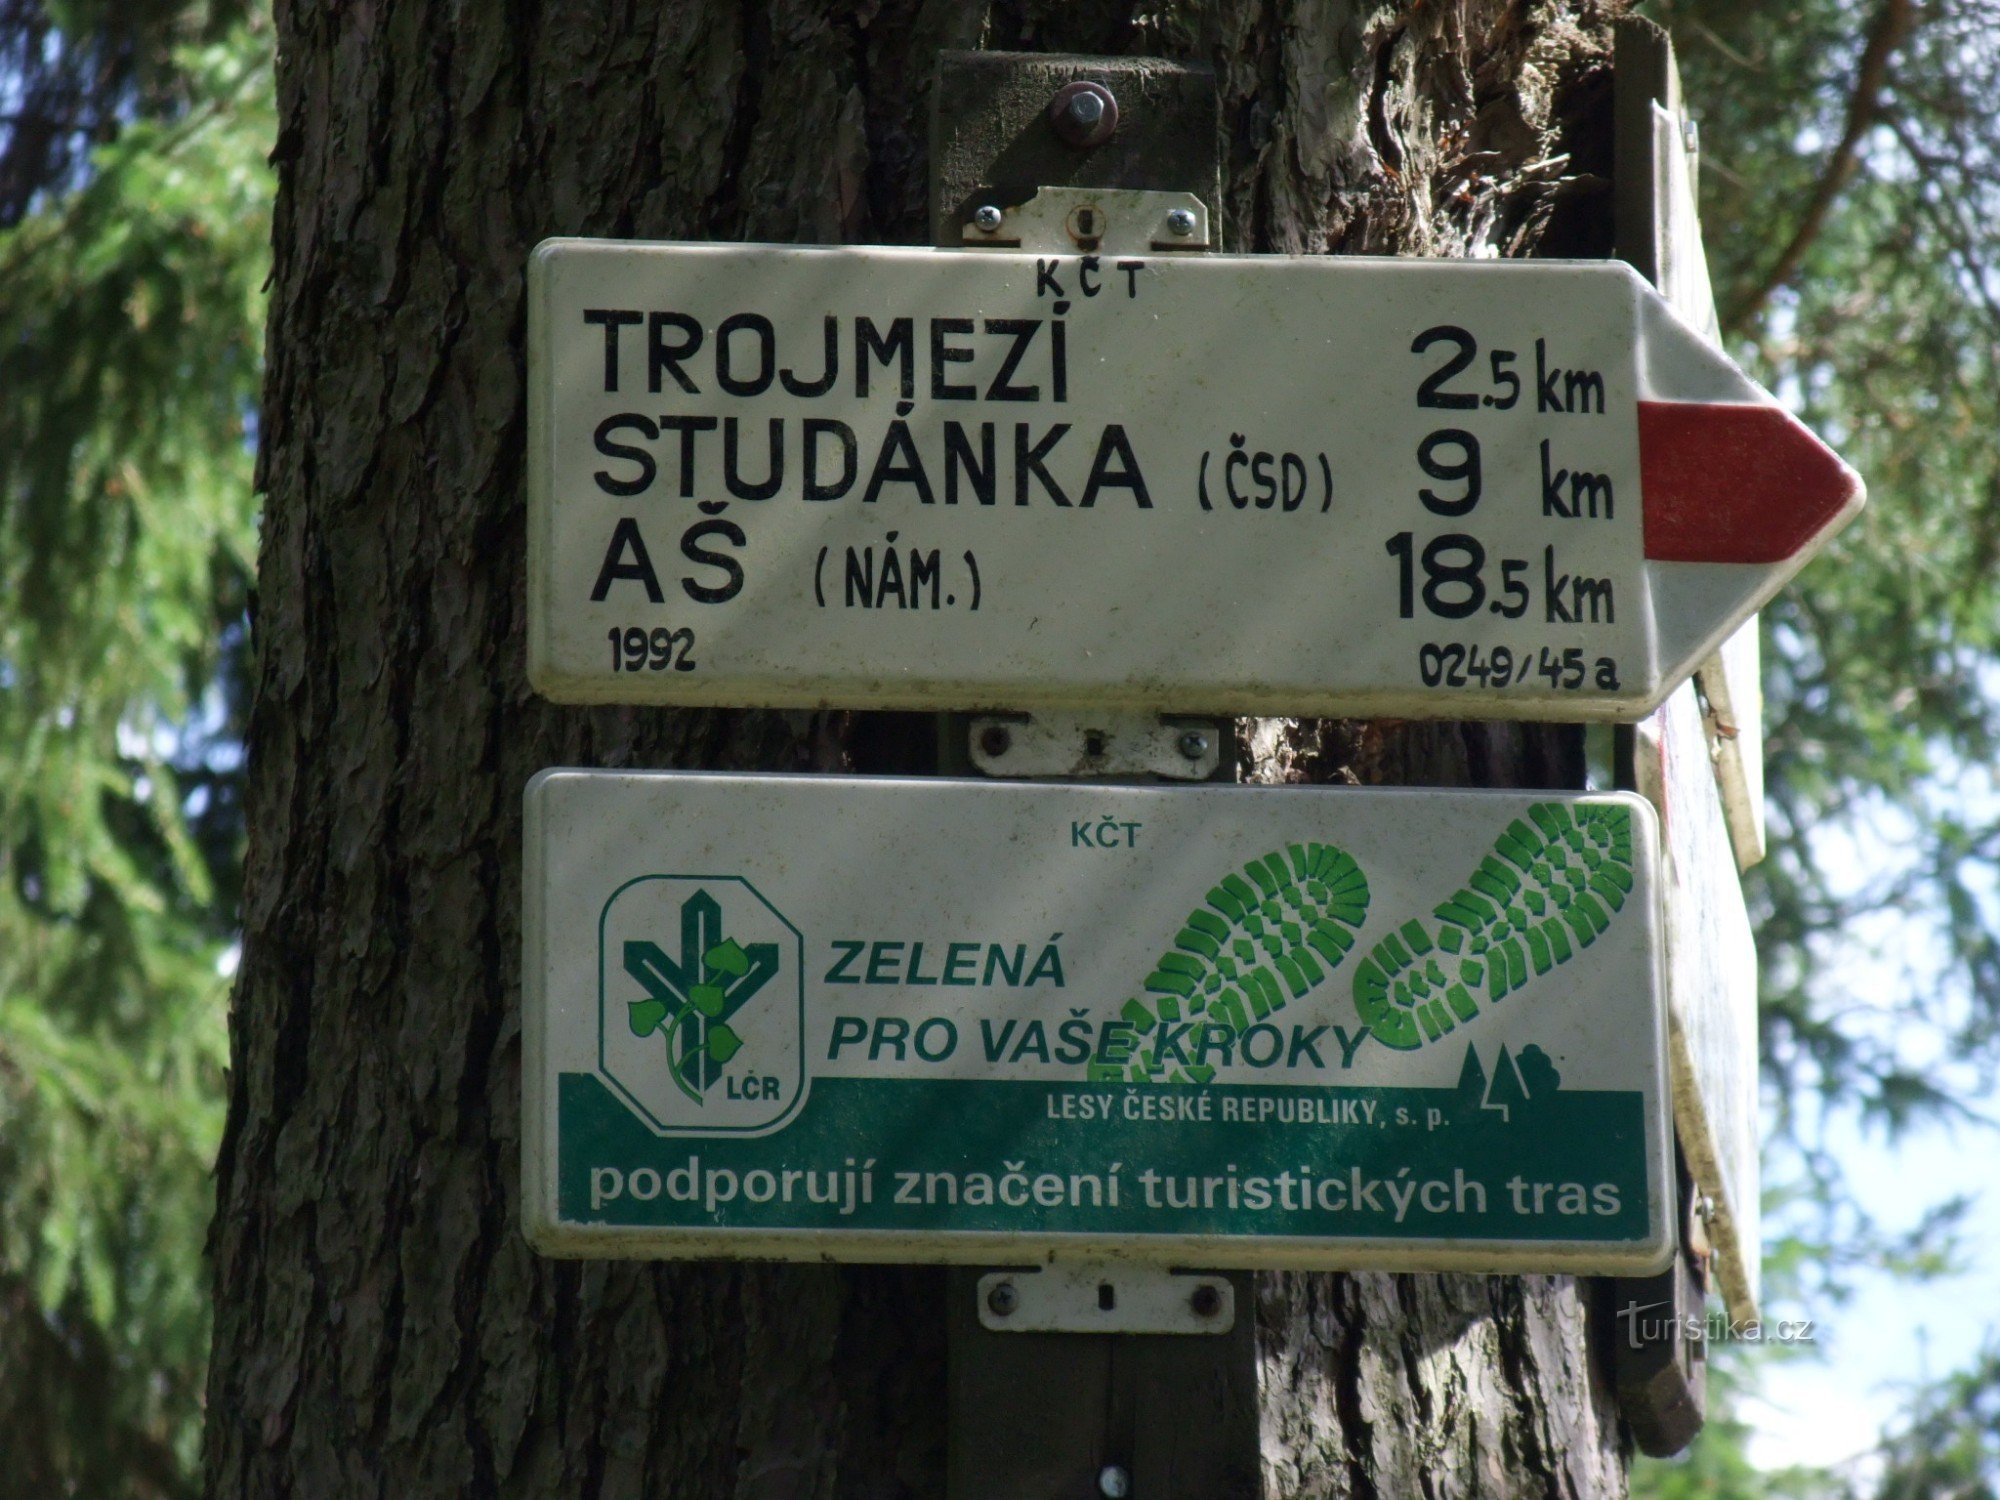 KČT
TROJMEZÍ 2.5 km
STUDÁNKA (ČSD) 9 km
AŠ (NÁM.) 18.5 km
1992 0249/45a
KČT
ZELENÁ
PRO VAŠE KROKY
LČR
LESY ČESKÉ REPUBLIKY, s. p.
podporují značení turistických tras
Turistika.cz